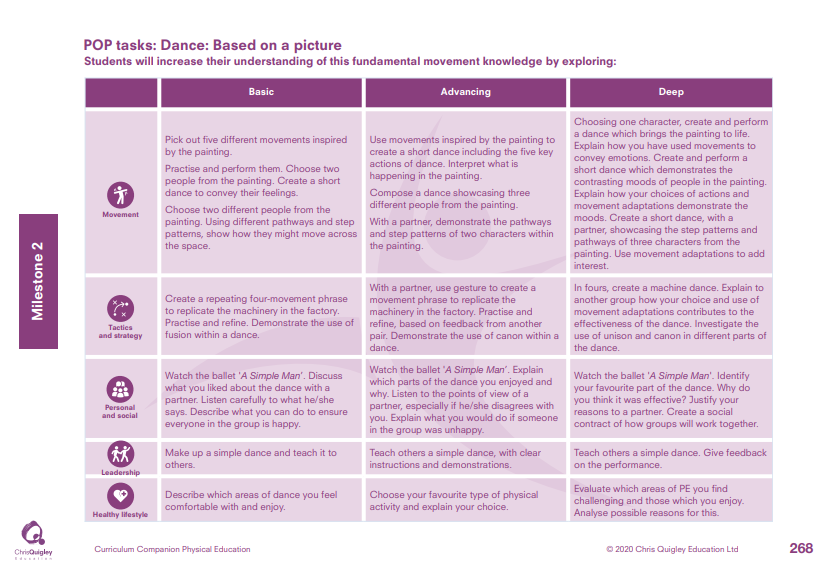 POP tasks: Dance: Based on a picture
Students will increase their understanding of this fundamental movement knowledge by exploring:
Basic
Advancing
Deep
Milestone 2
Movement
Pick out five different movements inspired
by the painting.
Practise and perform them. Choose two
people from the painting. Create a short
dance to convey their feelings.
Choose two different people from the
painting. Using different pathways and step
patterns, show how they might move across
the space.
Use movements inspired by the painting to
create a short dance including the five key
actions of dance. Interpret what is
happening in the painting.
Compose a dance showcasing three
different people from the painting.
With a partner, demonstrate the pathways
and step patterns of two characters within
the painting.
Choosing one character, create and perform
a dance which brings the painting to life.
Explain how you have used movements to
convey emotions. Create and perform a
short dance which demonstrates the
contrasting moods of people in the painting.
Explain how your choices of actions and
movement adaptations demonstrate the
moods. Create a short dance, with a
partner, showcasing the step patterns and
pathways of three characters from the
painting. Use movement adaptations to add
interest.
Tactics
and strategy
Create a repeating four-movement phrase
to replicate the machinery in the factory.
Practise and refine. Demonstrate the use of
fusion within a dance.
With a partner, use gesture to create a
movement phrase to replicate the
machinery in the factory. Practise and
refine, based on feedback from another
pair. Demonstrate the use of canon within a
dance.
In fours, create a machine dance. Explain to
another group how your choice and use of
movement adaptations contributes to the
effectiveness of the dance. Investigate the
use of unison and canon in different parts of
the dance.
Personal
and social
Watch the ballet 'A Simple Man'. Discuss
what you liked about the dance with a
partner. Listen carefully to what he/she
says. Describe what you can do to ensure
everyone in the group is happy.
Watch the ballet 'A Simple Man'. Explain
which parts of the dance you enjoyed and
why. Listen to the points of view of a
partner, especially if he/she disagrees with
you. Explain what you would do if someone
in the group was unhappy.
Watch the ballet 'A Simple Man'. Identify
your favourite part of the dance. Why do
you think it was effective? Justify your
reasons to a partner. Create a social
contract of how groups will work together.
Leadership
Make up a simple dance and teach it to
others.
Teach others a simple dance, with clear
instructions and demonstrations.
Teach others a simple dance. Give feedback
on the performance.
Healthy lifestyle
Describe which areas of dance you feel
comfortable with and enjoy.
Choose your favourite type of physical
activity and explain your choice.
Evaluate which areas of PE you find
challenging and those which you enjoy.
Analyse possible reasons for this.
ChrisQuigley
Education
Curriculum Companion Physical Education
© 2020 Chris Quigley Education Ltd
268